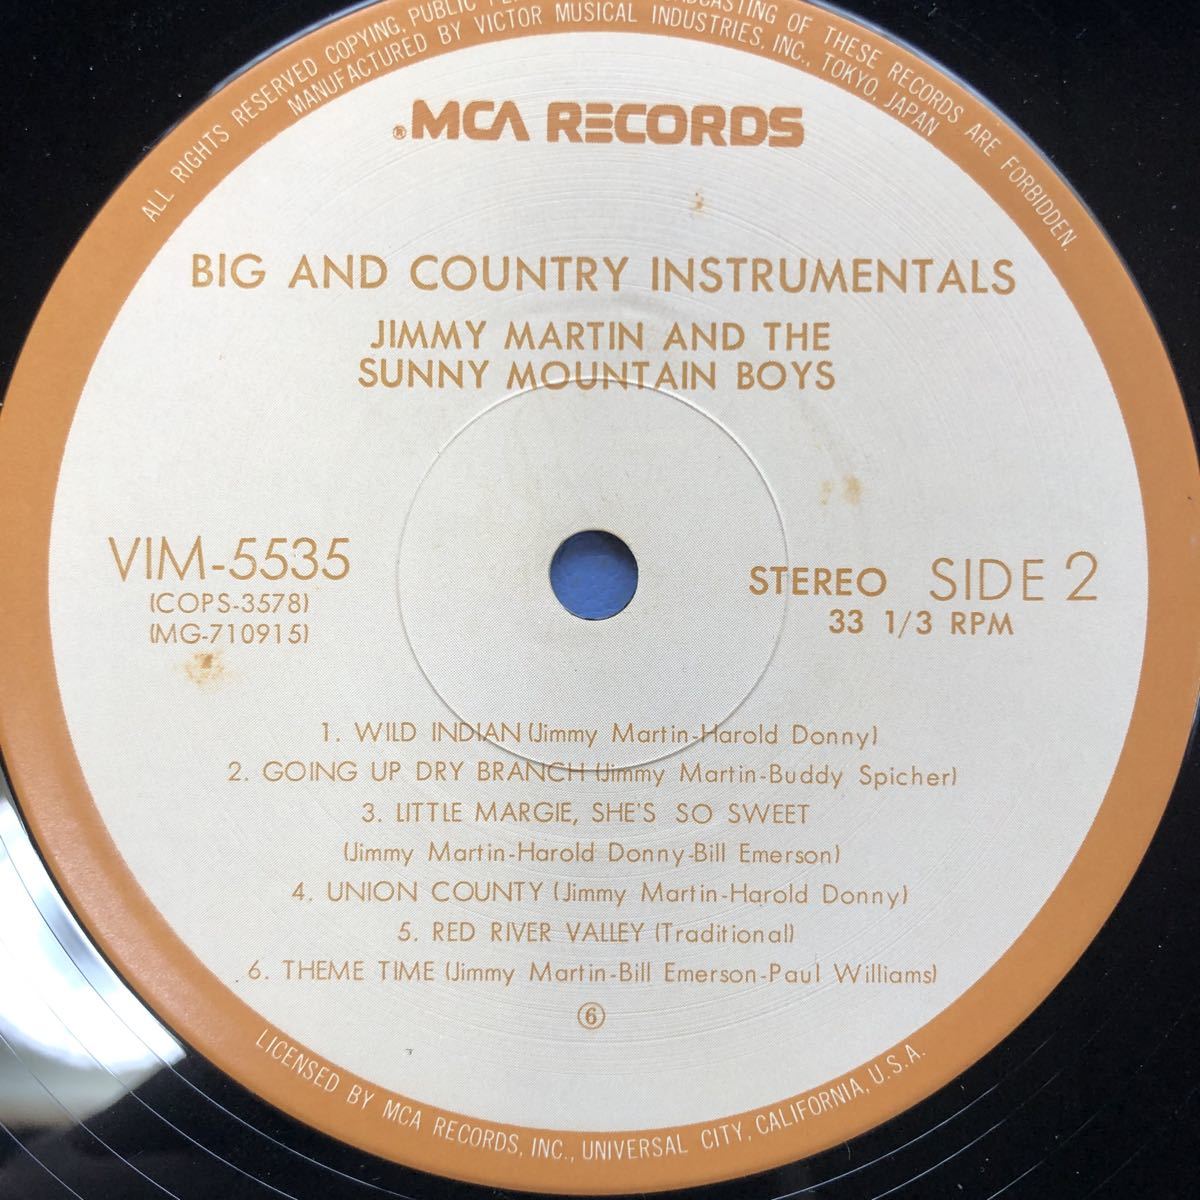 ALL RIGHTS RESERVED COPYING, PUBLIC OF THESE RECORDS ARE FORBIDDEN.
MANUFACTURED BY VICTOR MUSICAL INDUSTRIES, INC., TOKYO, JAPAN
®MCA RECORDS
BIG AND COUNTRY INSTRUMENTALS
JIMMY MARTIN AND THE
SUNNY MOUNTAIN BOYS
VIM-5535
(COPS-3578)
(MG-710915)
STEREO SIDE 2
33 1/3 RPM
1. WILD INDIAN (Jimmy Martin-Harold Donny)
2. GOING UP DRY BRANCH (Jimmy Martin-Buddy Spicher)
3. LITTLE MARGIE, SHE'S SO SWEET
(Jimmy Martin-Harold Donny-Bill Emerson)
4. UNION COUNTY (Jimmy Martin-Harold Donny)
5. RED RIVER VALLEY (Traditional)
6. THEME TIME (Jimmy Martin-Bill Emerson-Paul Williams)
⑥
LICENSED BY MCA RECORDS, INC., UNIVERSAL CITY, CALIFORNIA, U.S.A.